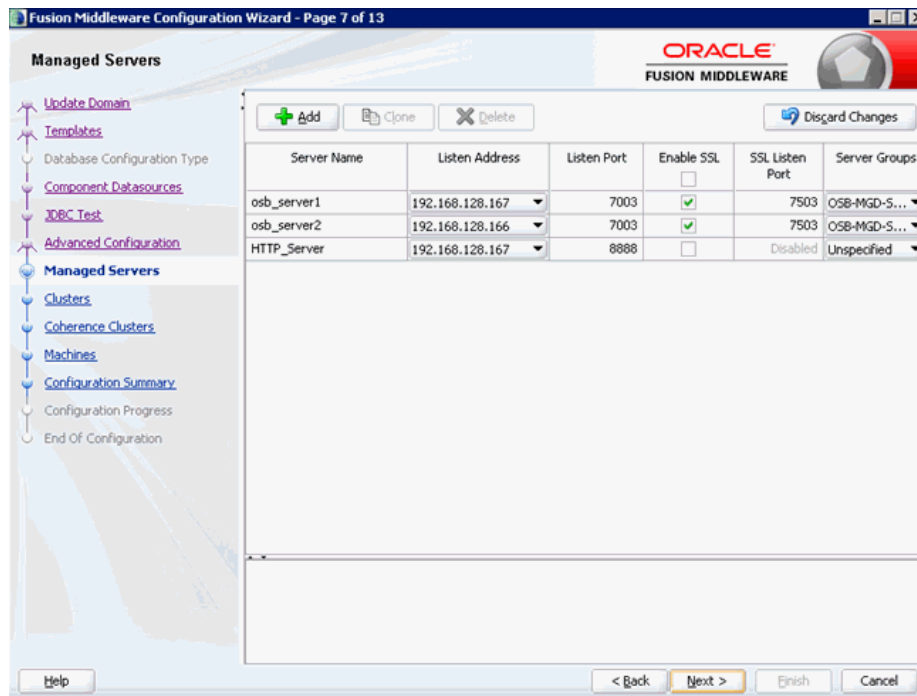 Fusion Middleware Configuration Wizard - Page 7 of 13
Managed Servers
ORACLE
FUSION MIDDLEWARE
Update Domain
Templates
Database Configuration Type
Component Datasources
JDBC Test
Advanced Configuration
Managed Servers
Clusters
Coherence Clusters
Machines
Configuration Summary
Configuration Progress
End Of Configuration
Add Clone Delete Discard Changes
Server Name Listen Address Listen Port Enable SSL SSL Listen Port Server Groups
osb_server1 192.168.128.167 7003 7503 OSB-MGD-S...
osb_server2 192.168.128.166 7003 7503 OSB-MGD-S...
HTTP_Server 192.168.128.167 8888 Disabled Unspecified
Help < Back Next > Finish Cancel